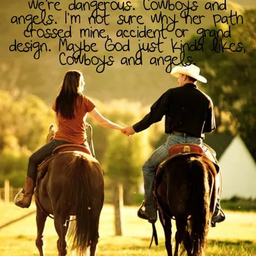 We're dangerous. Cowboys and
angels. I'm not sure why her path
crossed mine, accident or grand
design. Maybe God just kinda likes,
Cowboys and angels.